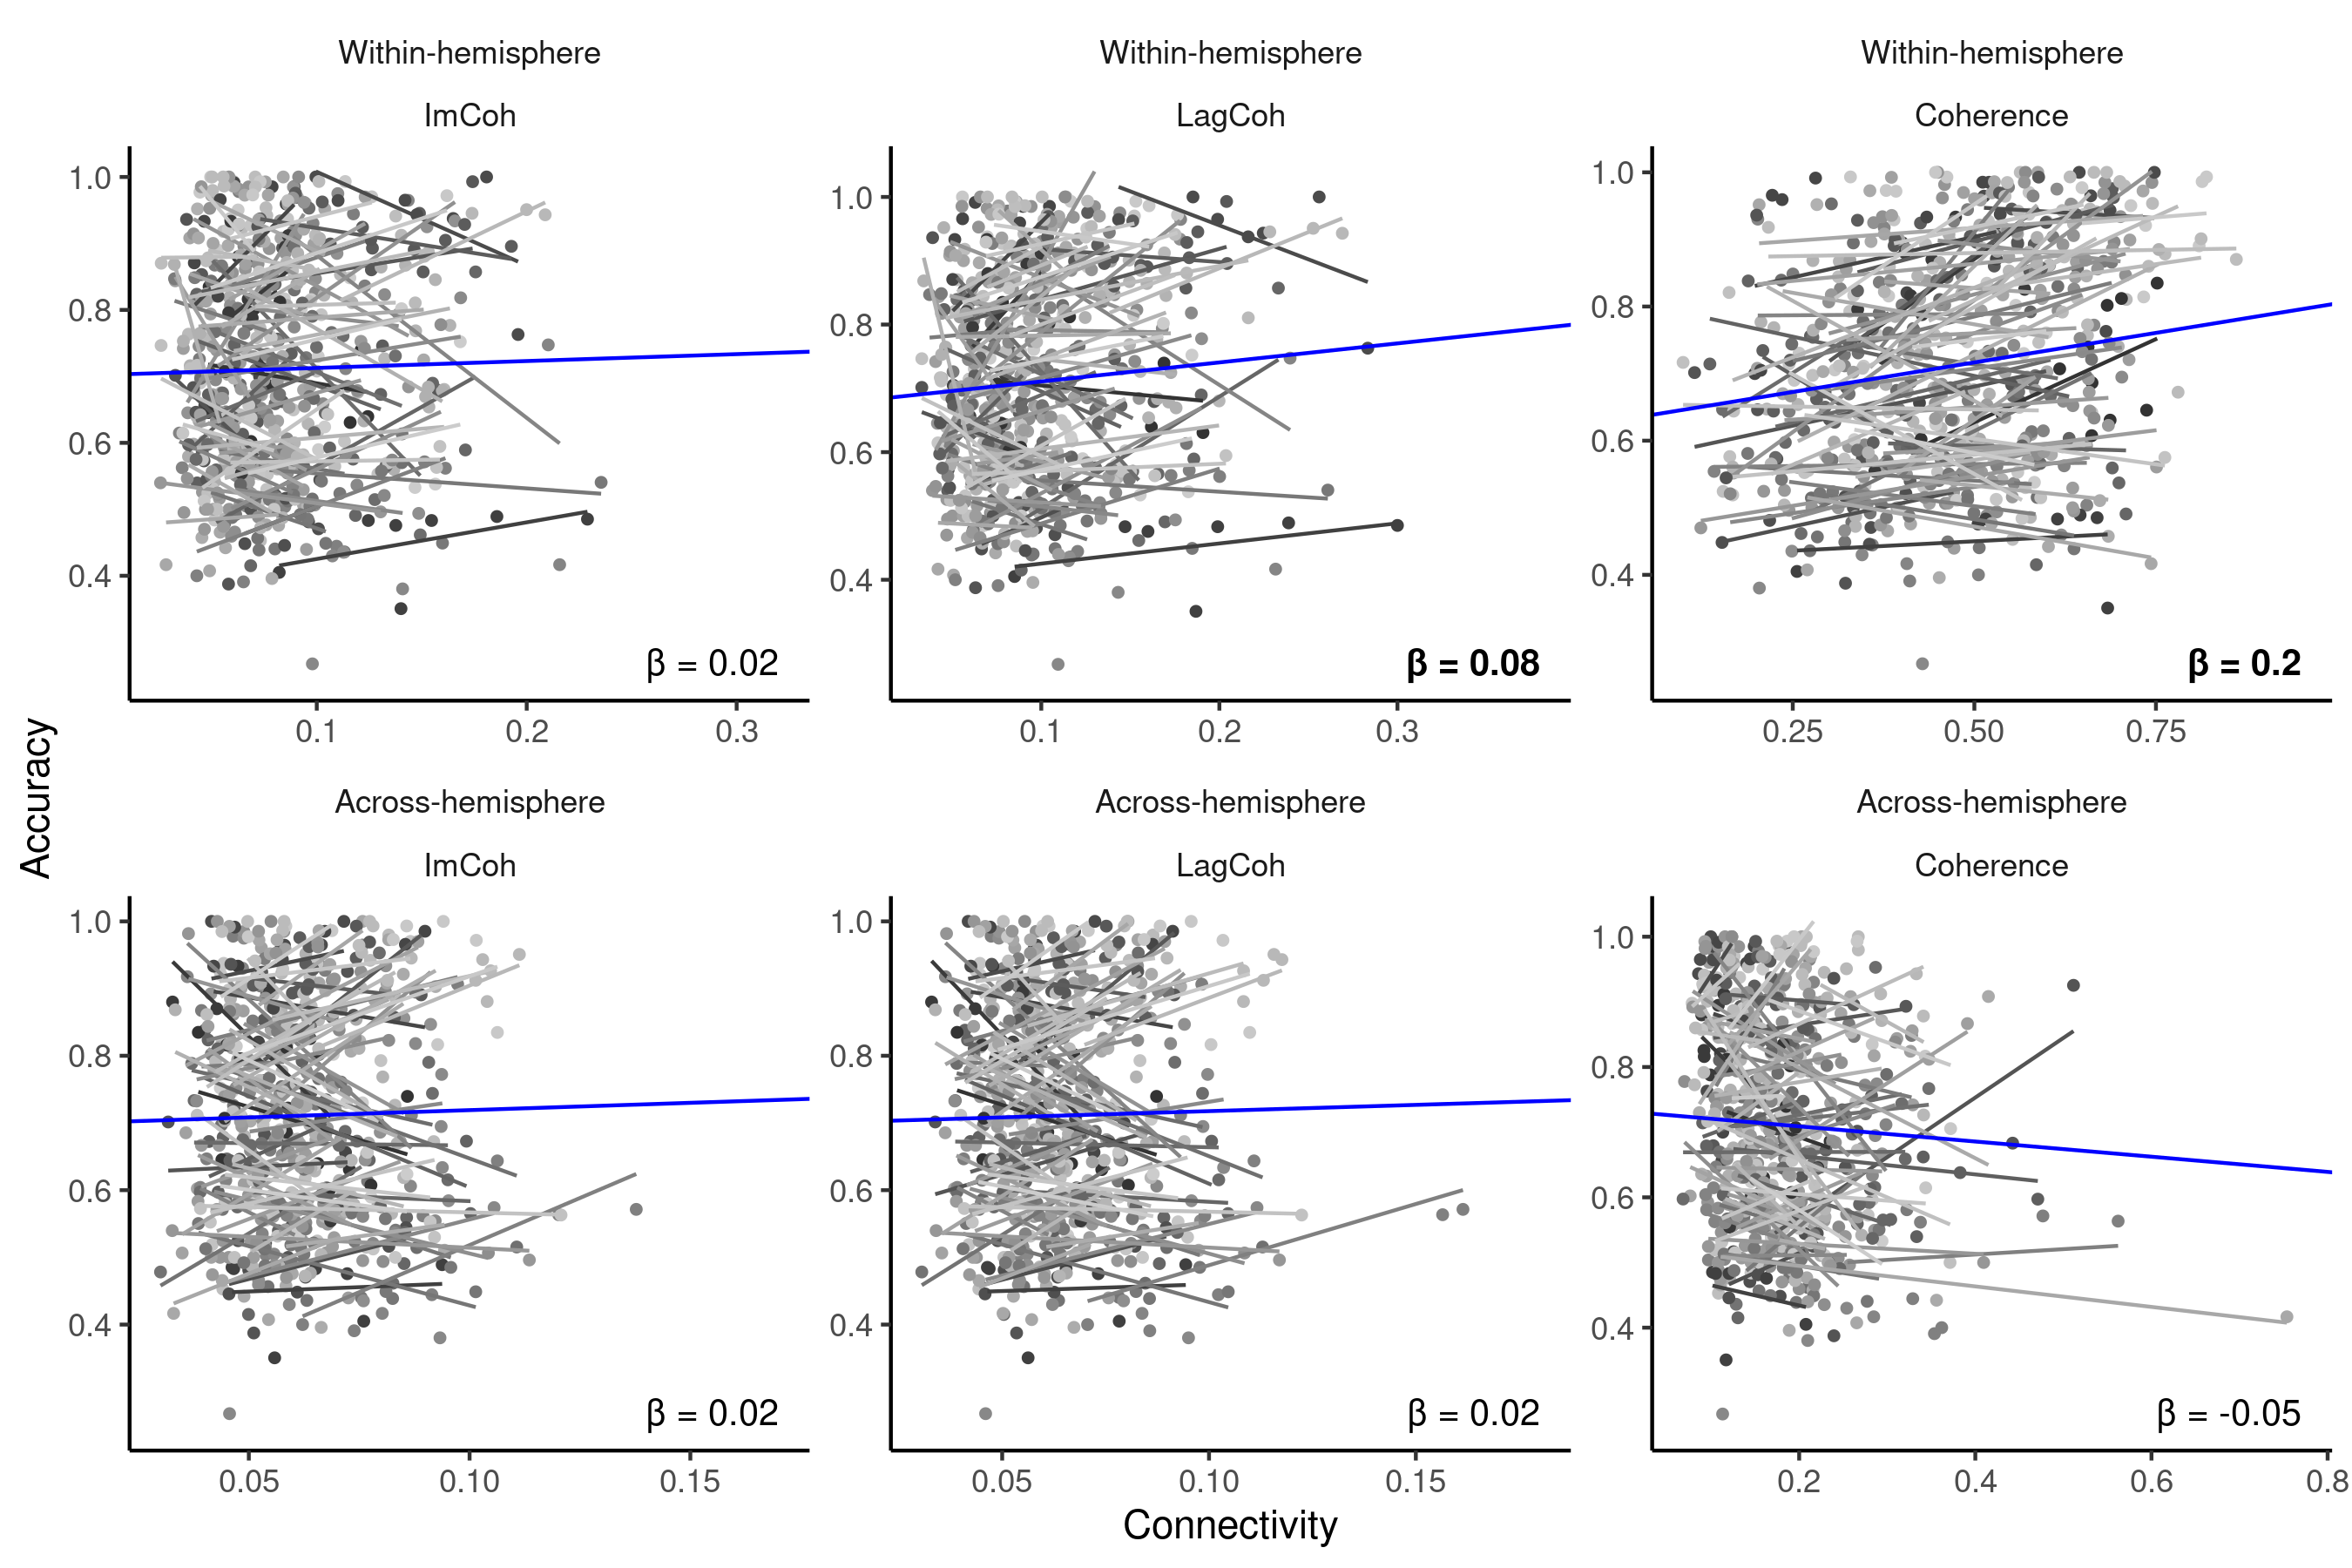 Within-hemisphere Within-hemisphere Within-hemisphere
ImCoh LagCoh Coherence
1.0
0.8
0.6
0.4
β = 0.02
0.1 0.2 0.3
1.0
0.8
0.6
0.4
β = 0.08
0.1 0.2 0.3
1.0
0.8
0.6
0.4
β = 0.2
0.25 0.50 0.75
Accuracy
Across-hemisphere Across-hemisphere Across-hemisphere
ImCoh LagCoh Coherence
1.0
0.8
0.6
0.4
β = 0.02
0.05 0.10 0.15
1.0
0.8
0.6
0.4
β = 0.02
0.05 0.10 0.15
1.0
0.8
0.6
0.4
β = -0.05
0.2 0.4 0.6 0.8
Connectivity